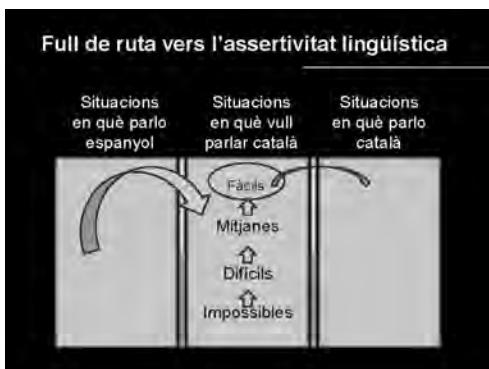 Full de ruta vers l'assertivitat lingüística
Situacions
en què parlo
espanyol
Situacions
en què vull
parlar català
Situacions
en què parlo
català
Fàcils
Mitjanes
Difícils
Impossibles